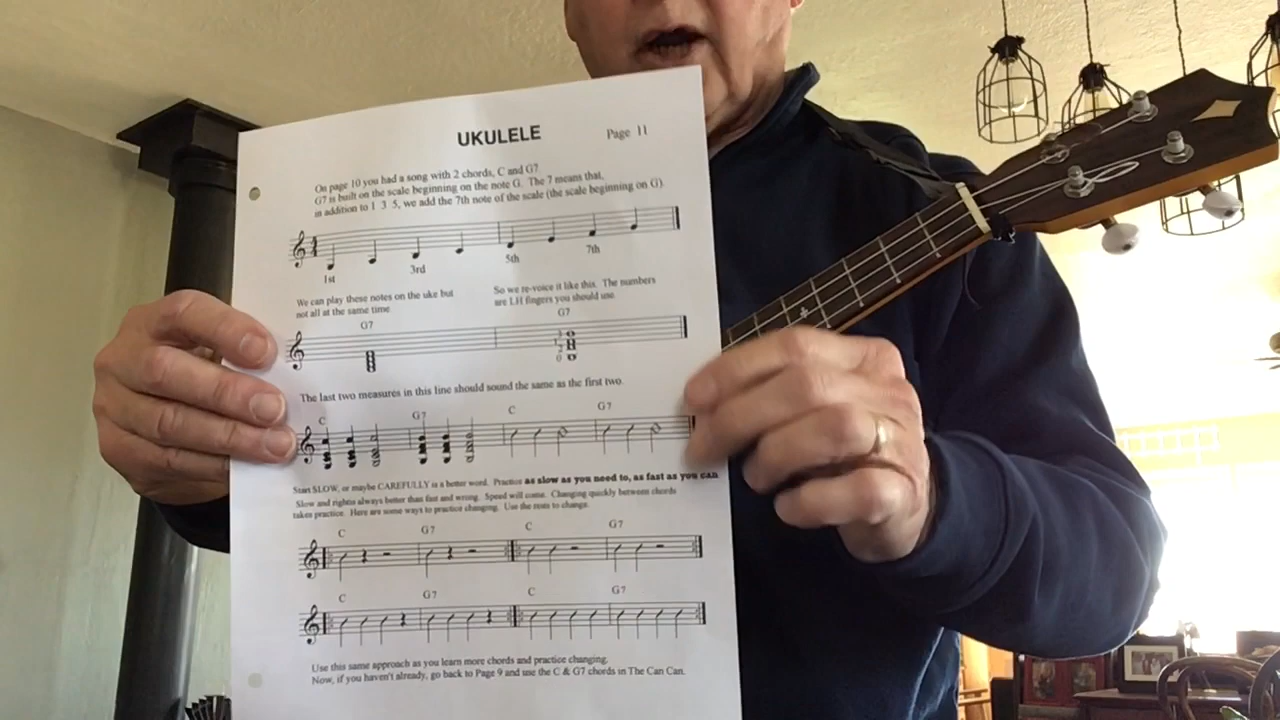 UKULELE
Page 11
On page 10 you had a song with 2 chords, C and G7.
G7 is built on the scale beginning on the note G. The 7 means that,
in addition to 1 3 5, we add the 7th note of the scale (the scale beginning on G).
4
4
1st
3rd
5th
7th
We can play these notes on the uke but
not all at the same time
So we re-voice it like this. The numbers
are LH fingers you should use.
G7
G7
The last two measures in this line should sound the same as the first two.
C G7 C G7
Start SLOW, or maybe CAREFULLY is a better word. Practice as slow as you need to, as fast as you can
Slow and right is always better than fast and wrong. Speed will come. Changing quickly between chords
takes practice. Here are some ways to practice changing. Use the rests to change.
C G7 C G7
C G7 C G7
Use this same approach as you learn more chords and practice changing.
Now, if you haven't already, go back to Page 9 and use the C & G7 chords in The Can Can.